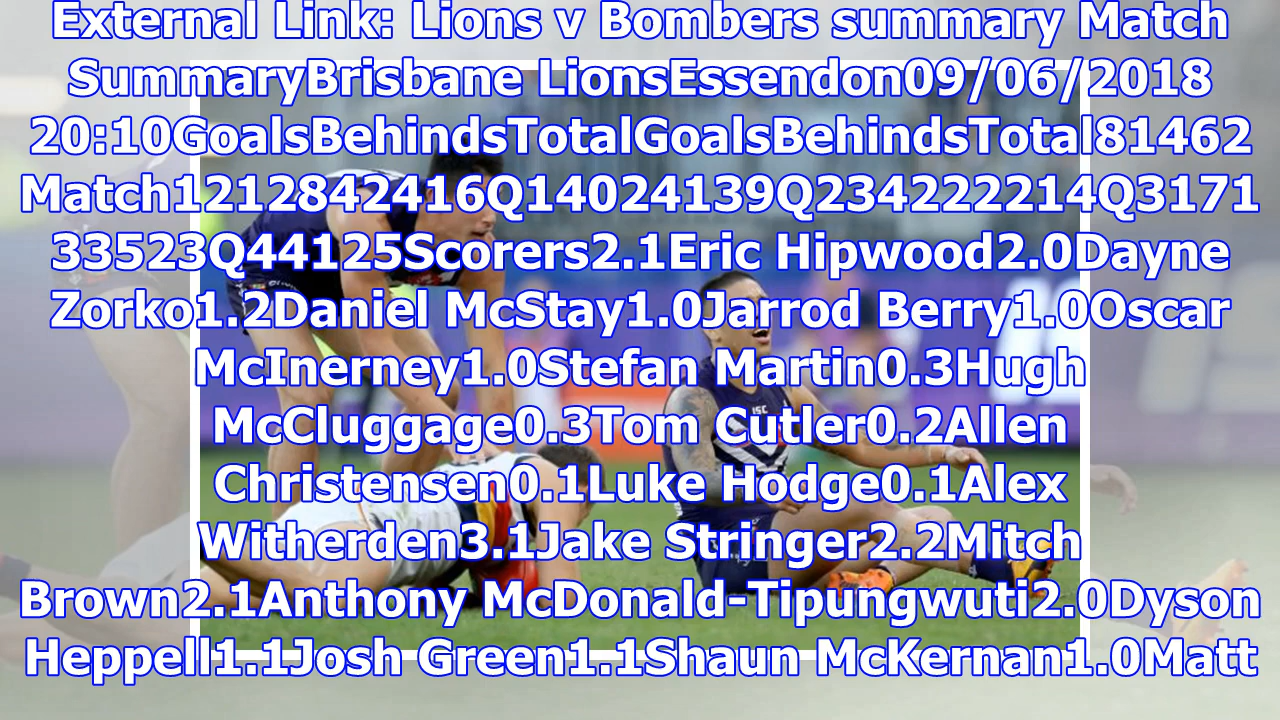 External Link: Lions v Bombers summary Match
SummaryBrisbane LionsEssendon09/06/2018
20:10GoalsBehindsTotalGoalsBehindsTotal81462
Match1212842416Q14024139Q234222214Q3171
33523Q44125Scorers2.1Eric Hipwood2.0Dayne
Zorko1.2Daniel McStay1.0Jarrod Berry1.0Oscar
McInerney1.0Stefan Martin0.3Hugh
McCluggage0.3Tom Cutler0.2Allen
Christensen0.1Luke Hodge0.1Alex
Witherden3.1Jake Stringer2.2Mitch
Brown2.1Anthony McDonald-Tipungwuti2.0Dyson
Heppell1.1Josh Green1.1Shaun McKernan1.0Matt
ISC